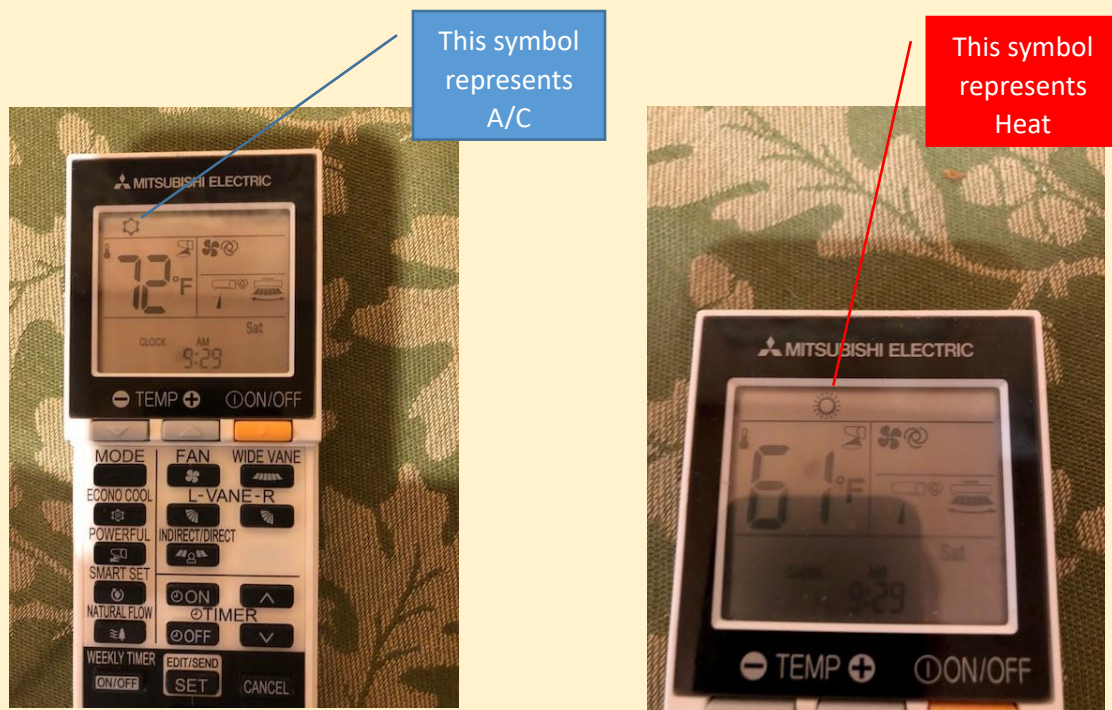 This symbol
represents
A/C
This symbol
represents
Heat
MITSUBISHI ELECTRIC
72°F
Sat
CLOCK AM
9:29
TEMP ON/OFF
MODE FAN WIDE VANE
ECONO COOL L-VANE-R
POWERFUL INDIRECT/DIRECT
SMART SET
ON
TIMER
NATURAL FLOW
OFF
WEEKLY TIMER EDIT/SEND
ON/OFF SET CANCEL
MITSUBISHI ELECTRIC
61°F
Sat
CLOCK AM
9:29
TEMP ON/OFF